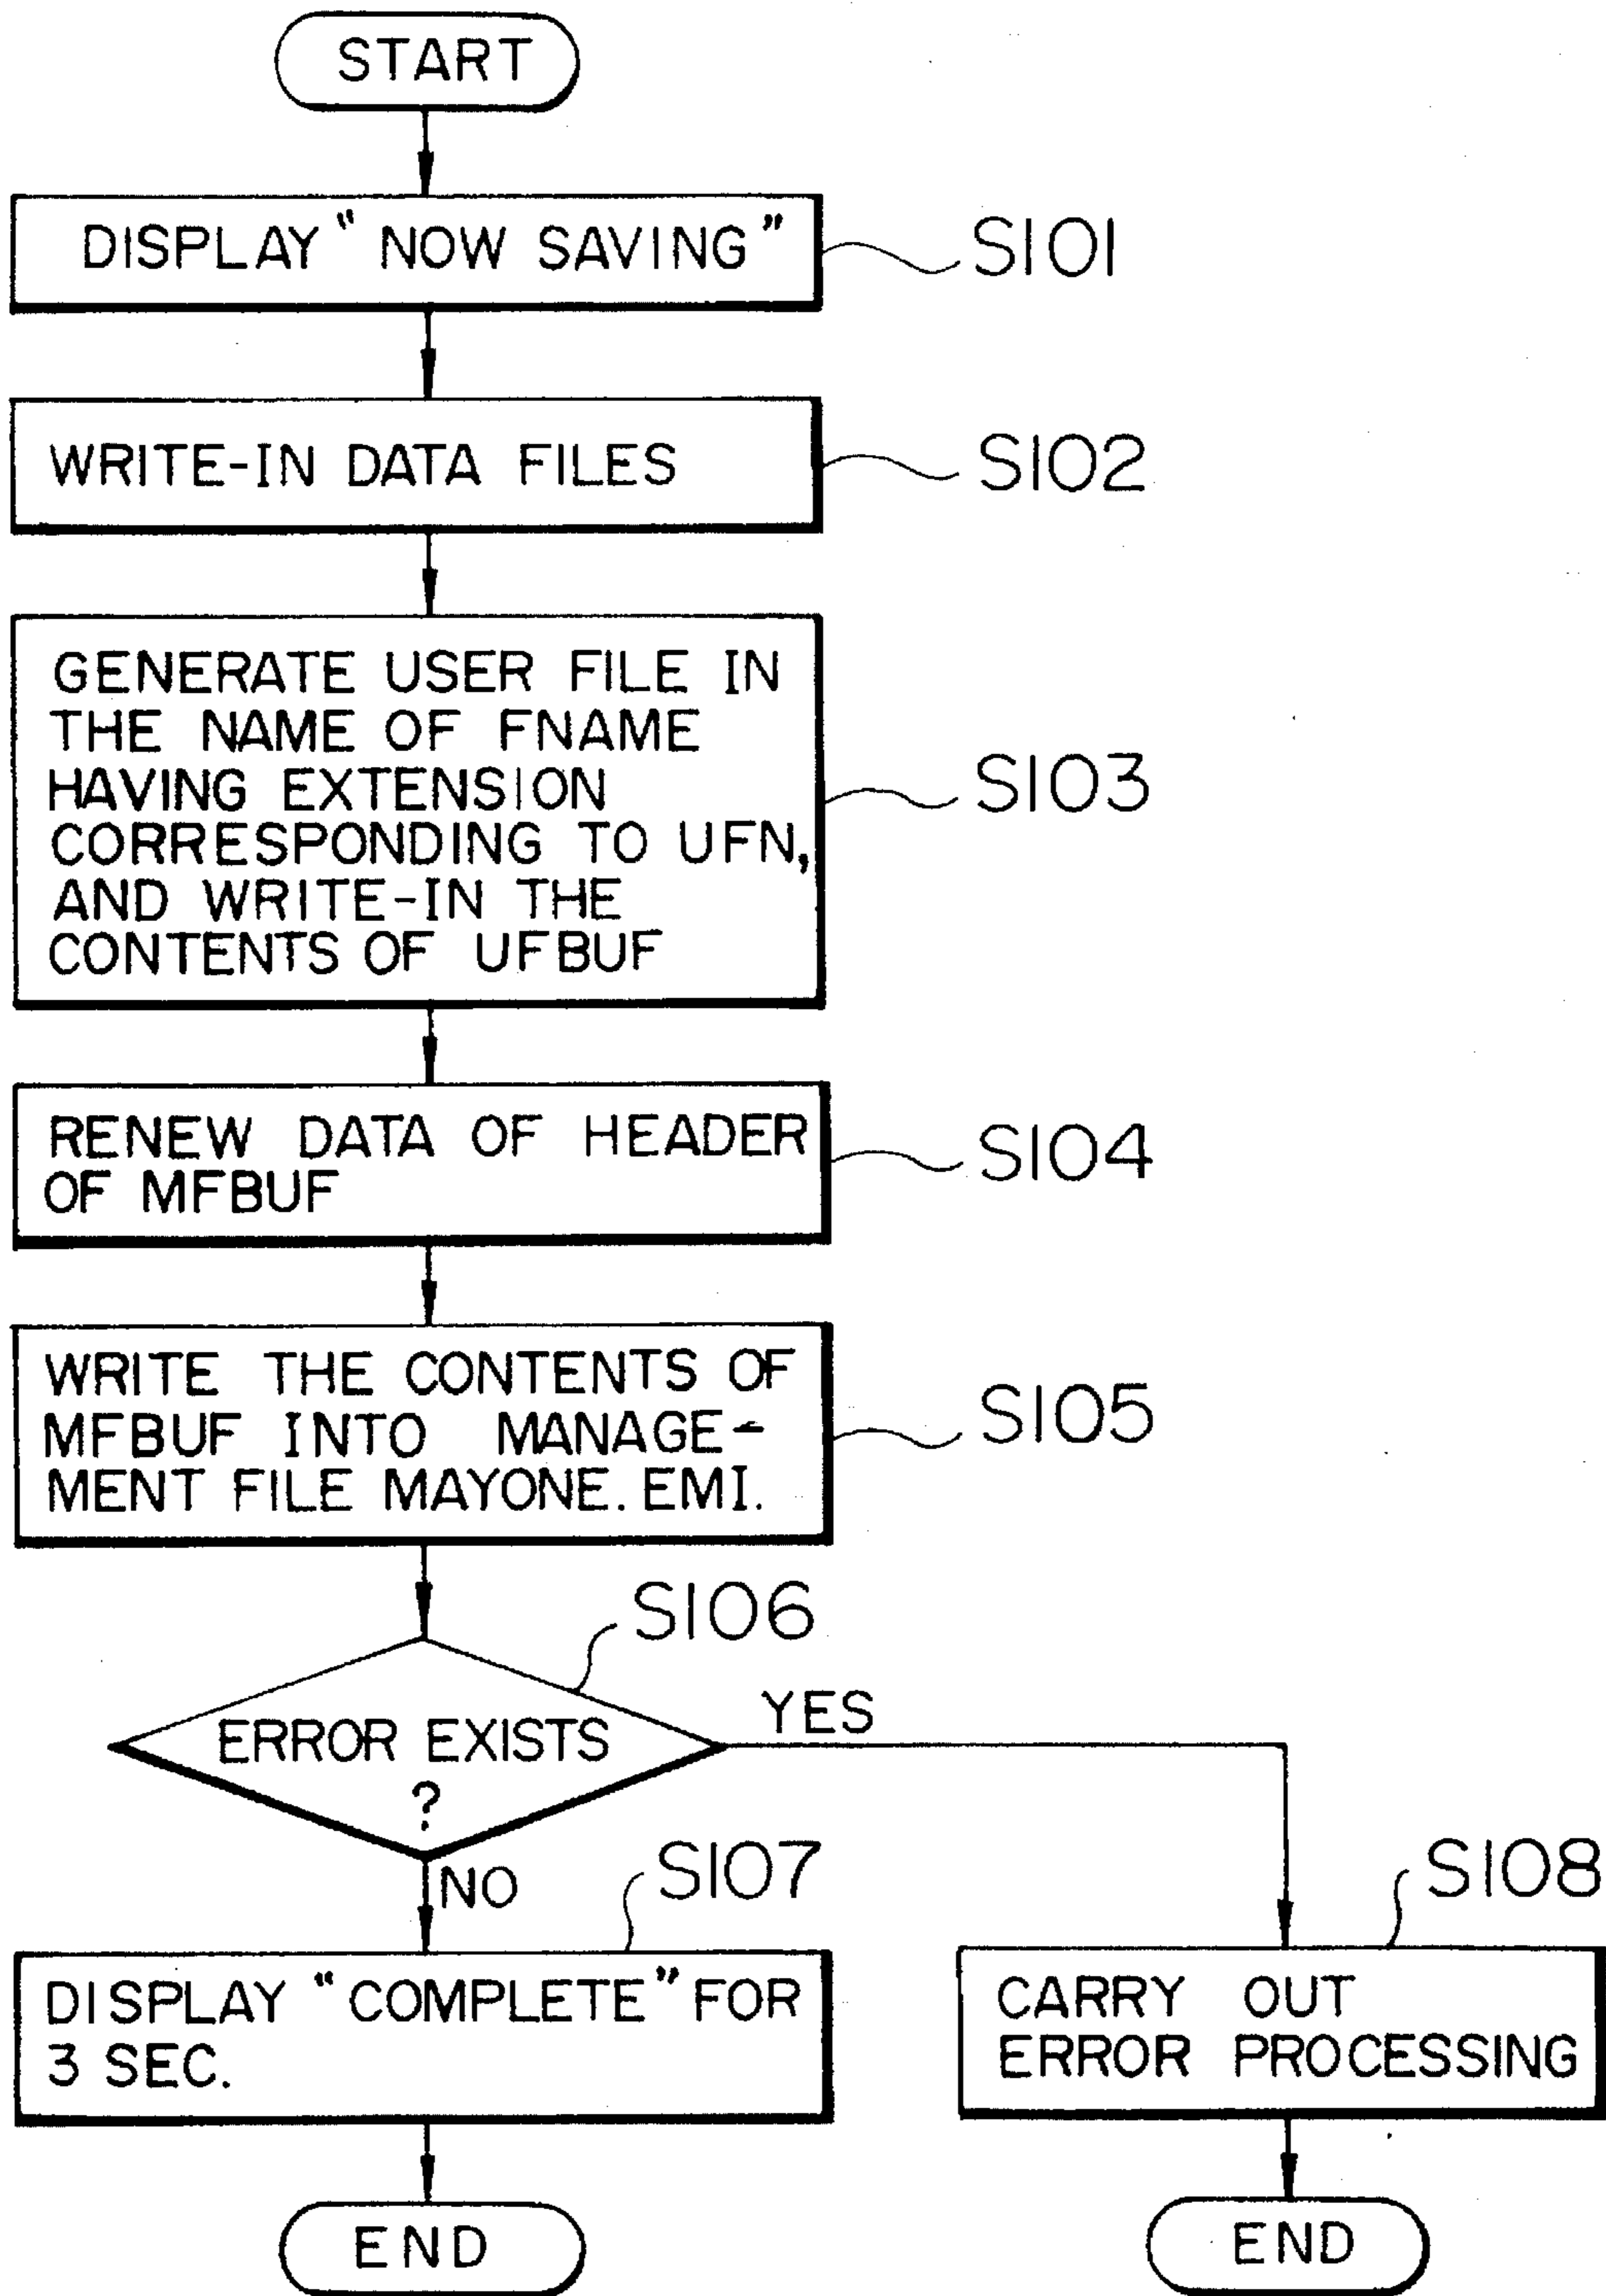 START
DISPLAY “NOW SAVING”
S101
WRITE-IN DATA FILES
S102
GENERATE USER FILE IN
THE NAME OF FNAME
HAVING EXTENSION
CORRESPONDING TO UFN,
AND WRITE-IN THE
CONTENTS OF UFBUF
S103
RENEW DATA OF HEADER
OF MFBUF
S104
WRITE THE CONTENTS OF
MFBUF INTO MANAGE-
MENT FILE MAYONE.EMI.
S105
S106
ERROR EXISTS
?
YES
NO
S107
DISPLAY “COMPLETE” FOR
3 SEC.
S108
CARRY OUT
ERROR PROCESSING
END
END